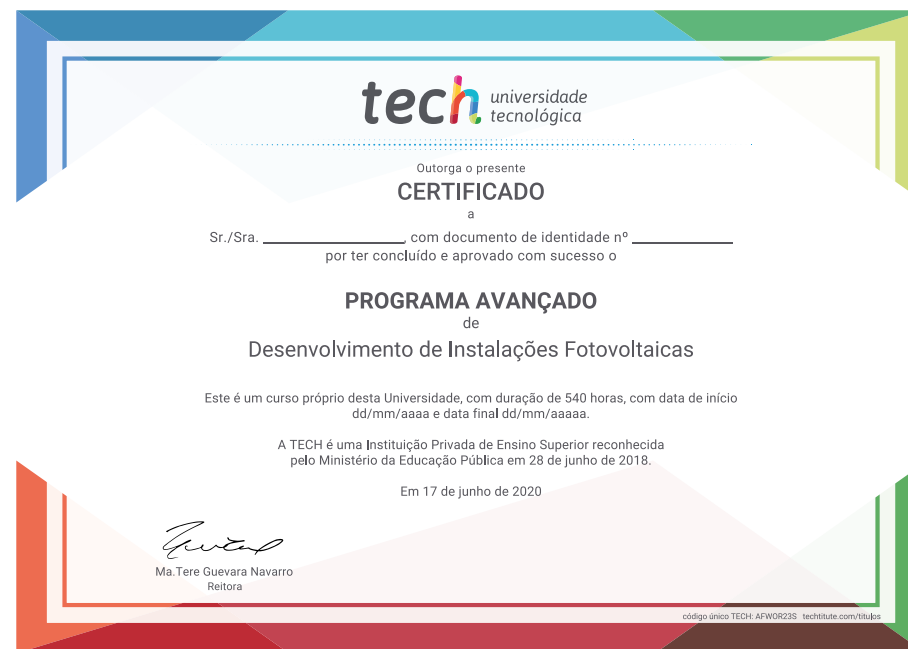 tech universidade
tecnológica
Outorga o presente
CERTIFICADO
a
Sr./Sra. ________________, com documento de identidade nº ____________
por ter concluído e aprovado com sucesso o
PROGRAMA AVANÇADO
de
Desenvolvimento de Instalações Fotovoltaicas
Este é um curso próprio desta Universidade, com duração de 540 horas, com data de início
dd/mm/aaaa e data final dd/mm/aaaaa.
A TECH é uma Instituição Privada de Ensino Superior reconhecida
pelo Ministério da Educação Pública em 28 de junho de 2018.
Em 17 de junho de 2020
Ma.Tere Guevara Navarro
Reitora
código único TECH: AFWOR23S techtitute.com/titulos